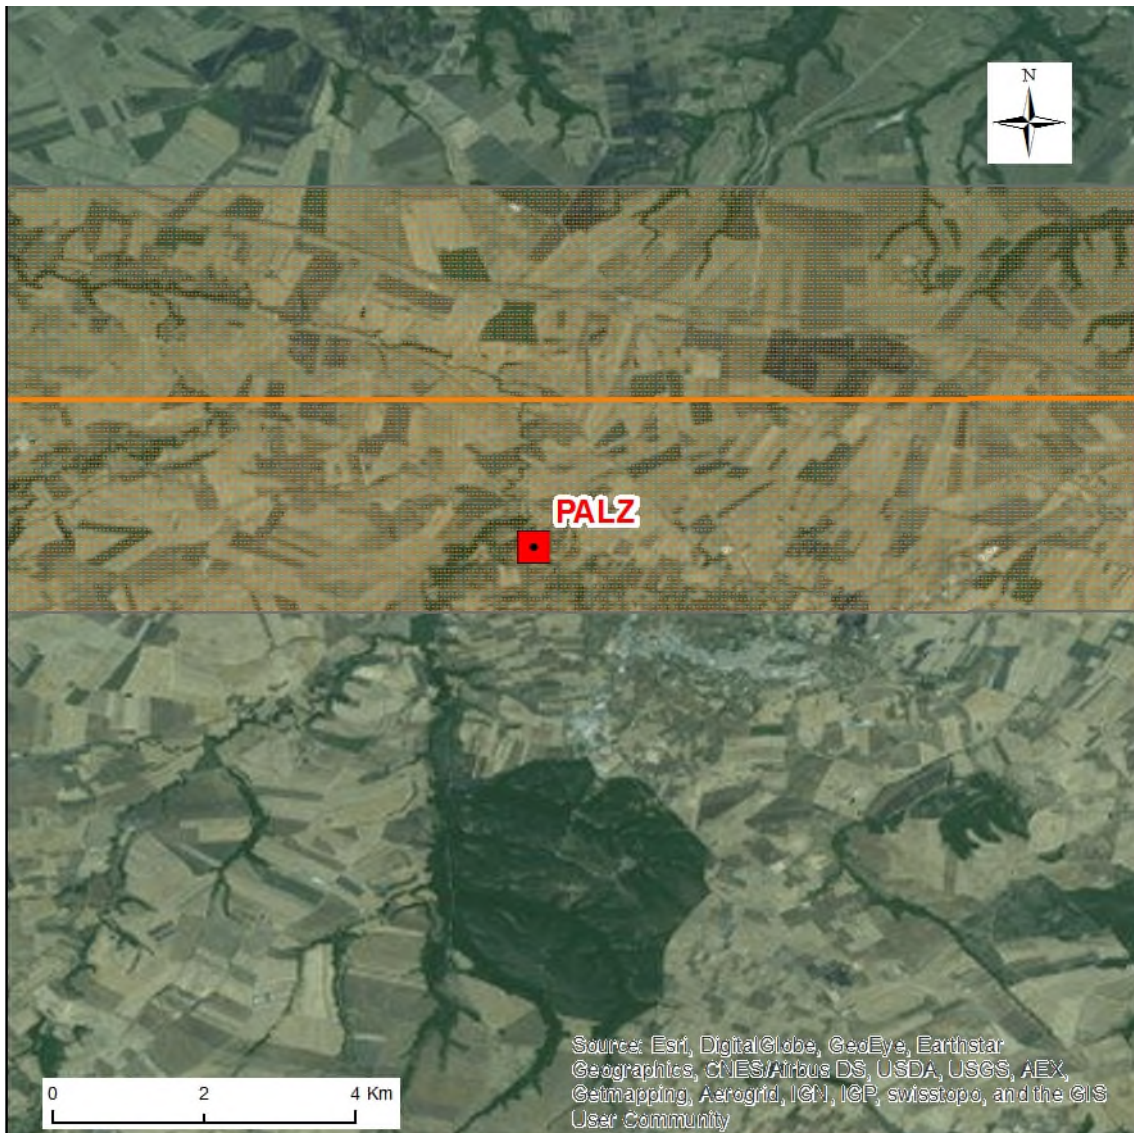 N
PALZ
Source: Esri, DigitalGlobe, GeoEye, Earthstar
Geographics, CNES/Airbus DS, USDA, USGS, AEX,
Getmapping, Aerogrid, IGN, IGP, swisstopo, and the GIS
User Community
0 2 4 Km